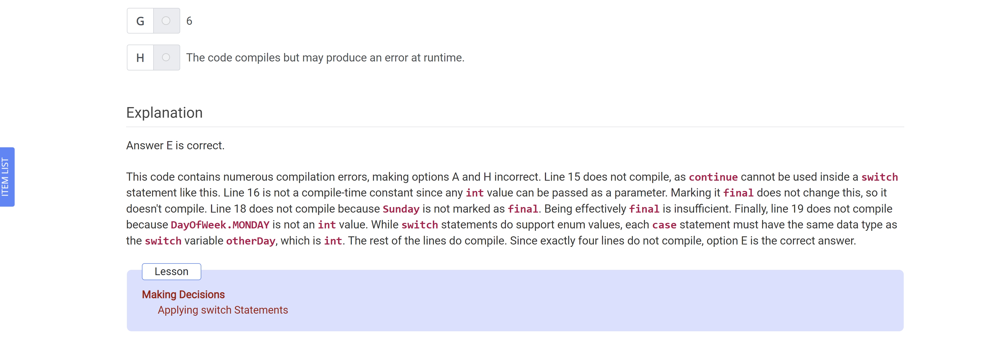 G 6
H The code compiles but may produce an error at runtime.
Explanation
Answer E is correct.
ITEM LIST
This code contains numerous compilation errors, making options A and H incorrect. Line 15 does not compile, as continue cannot be used inside a switch
statement like this. Line 16 is not a compile-time constant since any int value can be passed as a parameter. Marking it final does not change this, so it
doesn't compile. Line 18 does not compile because Sunday is not marked as final. Being effectively final is insufficient. Finally, line 19 does not compile
because DayOfWeek.MONDAY is not an int value. While switch statements do support enum values, each case statement must have the same data type as
the switch variable otherDay, which is int. The rest of the lines do compile. Since exactly four lines do not compile, option E is the correct answer.
Lesson
Making Decisions
Applying switch Statements